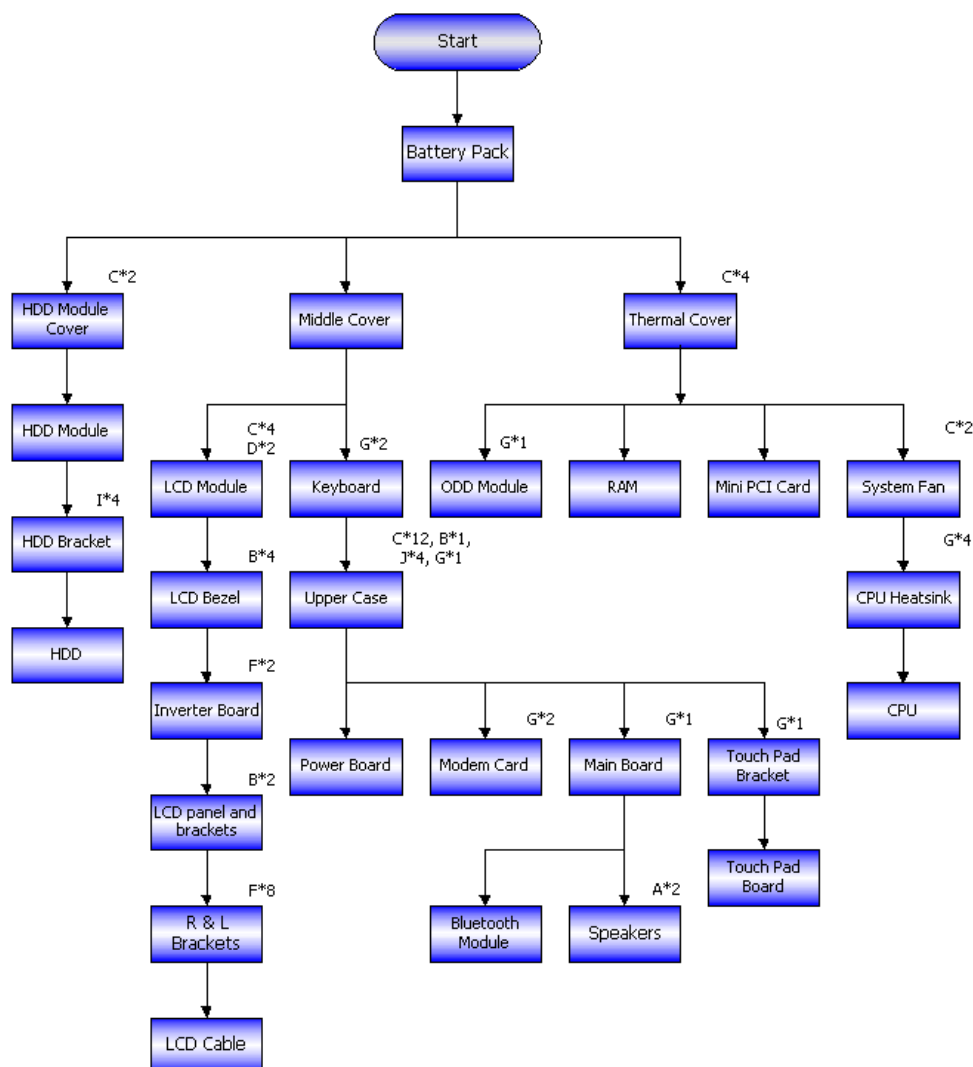 Start
Battery Pack
C*2
C*4
HDD Module
Cover
Middle Cover
Thermal Cover
HDD Module
C*4
D*2
G*2
G*1
C*2
LCD Module
Keyboard
ODD Module
RAM
Mini PCI Card
System Fan
I*4
HDD Bracket
B*4
C*12, B*1,
J*4, G*1
G*4
LCD Bezel
Upper Case
CPU Heatsink
HDD
F*2
Inverter Board
CPU
G*2
G*1
G*1
Power Board
Modem Card
Main Board
Touch Pad
Bracket
B*2
LCD panel and
brackets
Touch Pad
Board
F*8
A*2
R & L
Brackets
Bluetooth
Module
Speakers
LCD Cable